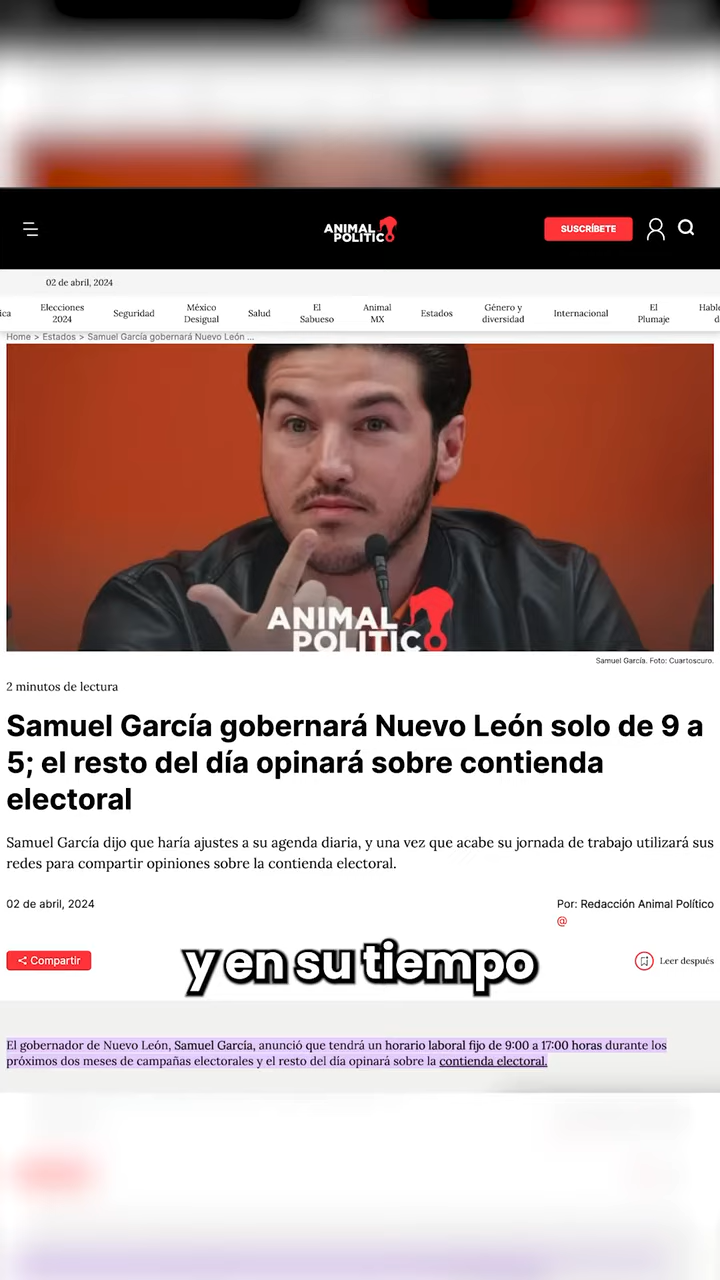 ANIMAL
POLITICO
SUSCRÍBETE
02 de abril, 2024
ica
Elecciones
2024
Seguridad
México
Desigual
Salud
El
Sabueso
Animal
MX
Estados
Género y
diversidad
Internacional
El
Plumaje
Habl
d
Home > Estados > Samuel García gobernará Nuevo León ...
ANIMAL
POLITICO
Samuel García. Foto: Cuartoscuro.
2 minutos de lectura
Samuel García gobernará Nuevo León solo de 9 a
5; el resto del día opinará sobre contienda
electoral
Samuel García dijo que haría ajustes a su agenda diaria, y una vez que acabe su jornada de trabajo utilizará sus
redes para compartir opiniones sobre la contienda electoral.
02 de abril, 2024
Por: Redacción Animal Político
@
Compartir
y en su tiempo
Leer después
El gobernador de Nuevo León, Samuel García, anunció que tendrá un horario laboral fijo de 9:00 a 17:00 horas durante los
próximos dos meses de campañas electorales y el resto del día opinará sobre la contienda electoral.